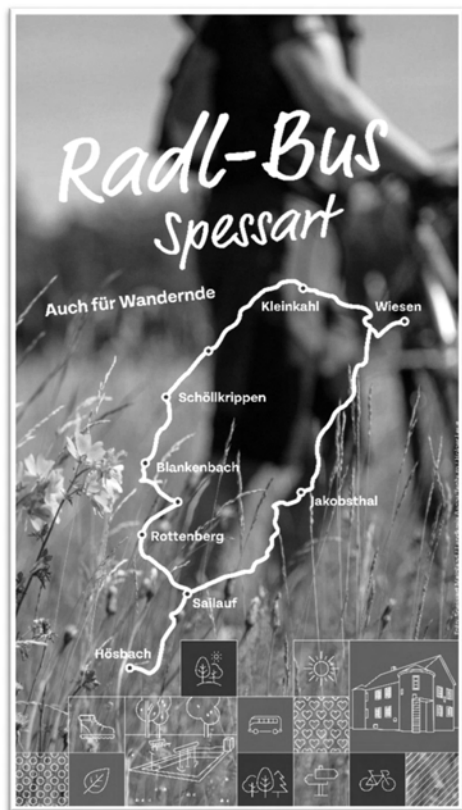 Radl-Bus
Spessart
Auch für Wandernde
Kleinkahl
Wiesen
Schöllkrippen
Blankenbach
Jakobsthal
Rottenberg
Sailauf
Hösbach